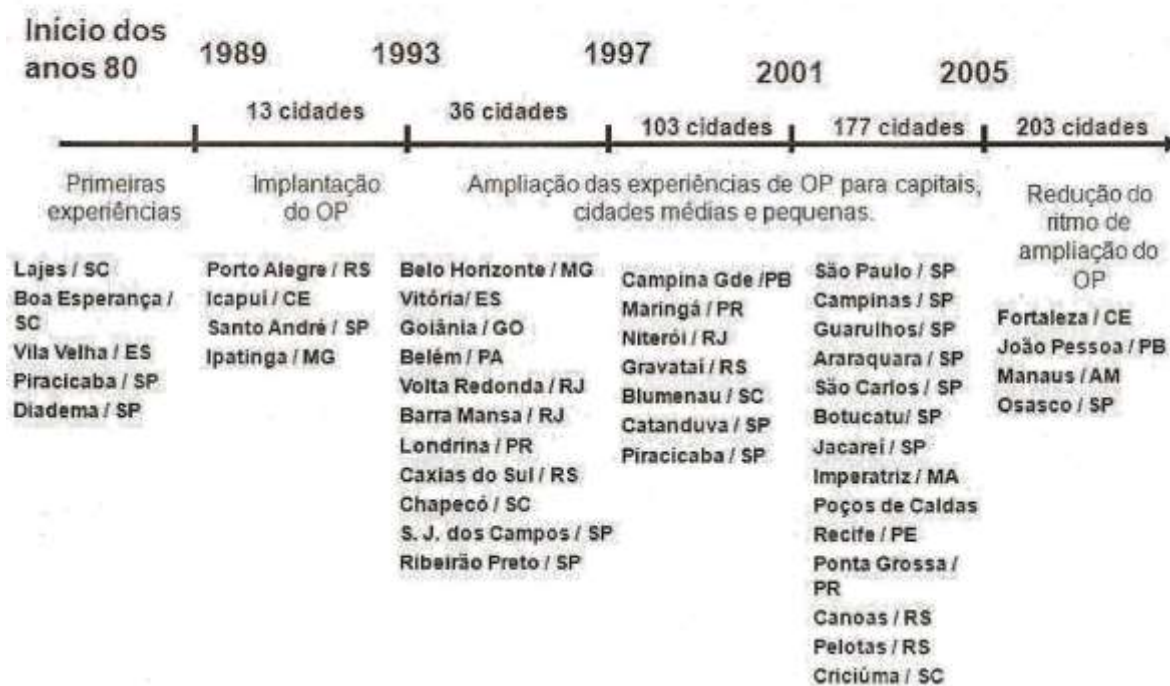 Início dos
anos 80
1989
1993
1997
2001
2005
13 cidades
36 cidades
103 cidades
177 cidades
203 cidades
Primeiras
experiências
Implantação
do OP
Ampliação das experiências de OP para capitais,
cidades médias e pequenas.
Redução do
ritmo de
ampliação do
OP
Lajes / SC
Boa Esperança /
SC
Vila Velha / ES
Piracicaba / SP
Diadema / SP
Porto Alegre / RS
Icapuí / CE
Santo André / SP
Ipatinga / MG
Belo Horizonte / MG
Vitória/ ES
Goiânia / GO
Belém / PA
Volta Redonda / RJ
Barra Mansa / RJ
Londrina / PR
Caxias do Sul / RS
Chapecó / SC
S. J. dos Campos / SP
Ribeirão Preto / SP
Campina Gde /PB
Maringá / PR
Niterói / RJ
Gravataí / RS
Blumenau / SC
Catanduva / SP
Piracicaba / SP
São Paulo / SP
Campinas / SP
Guarulhos/ SP
Araraquara / SP
São Carlos / SP
Botucatu/ SP
Jacareí / SP
Imperatriz / MA
Poços de Caldas
Recife / PE
Ponta Grossa /
PR
Canoas / RS
Pelotas / RS
Criciúma / SC
Fortaleza / CE
João Pessoa / PB
Manaus / AM
Osasco / SP